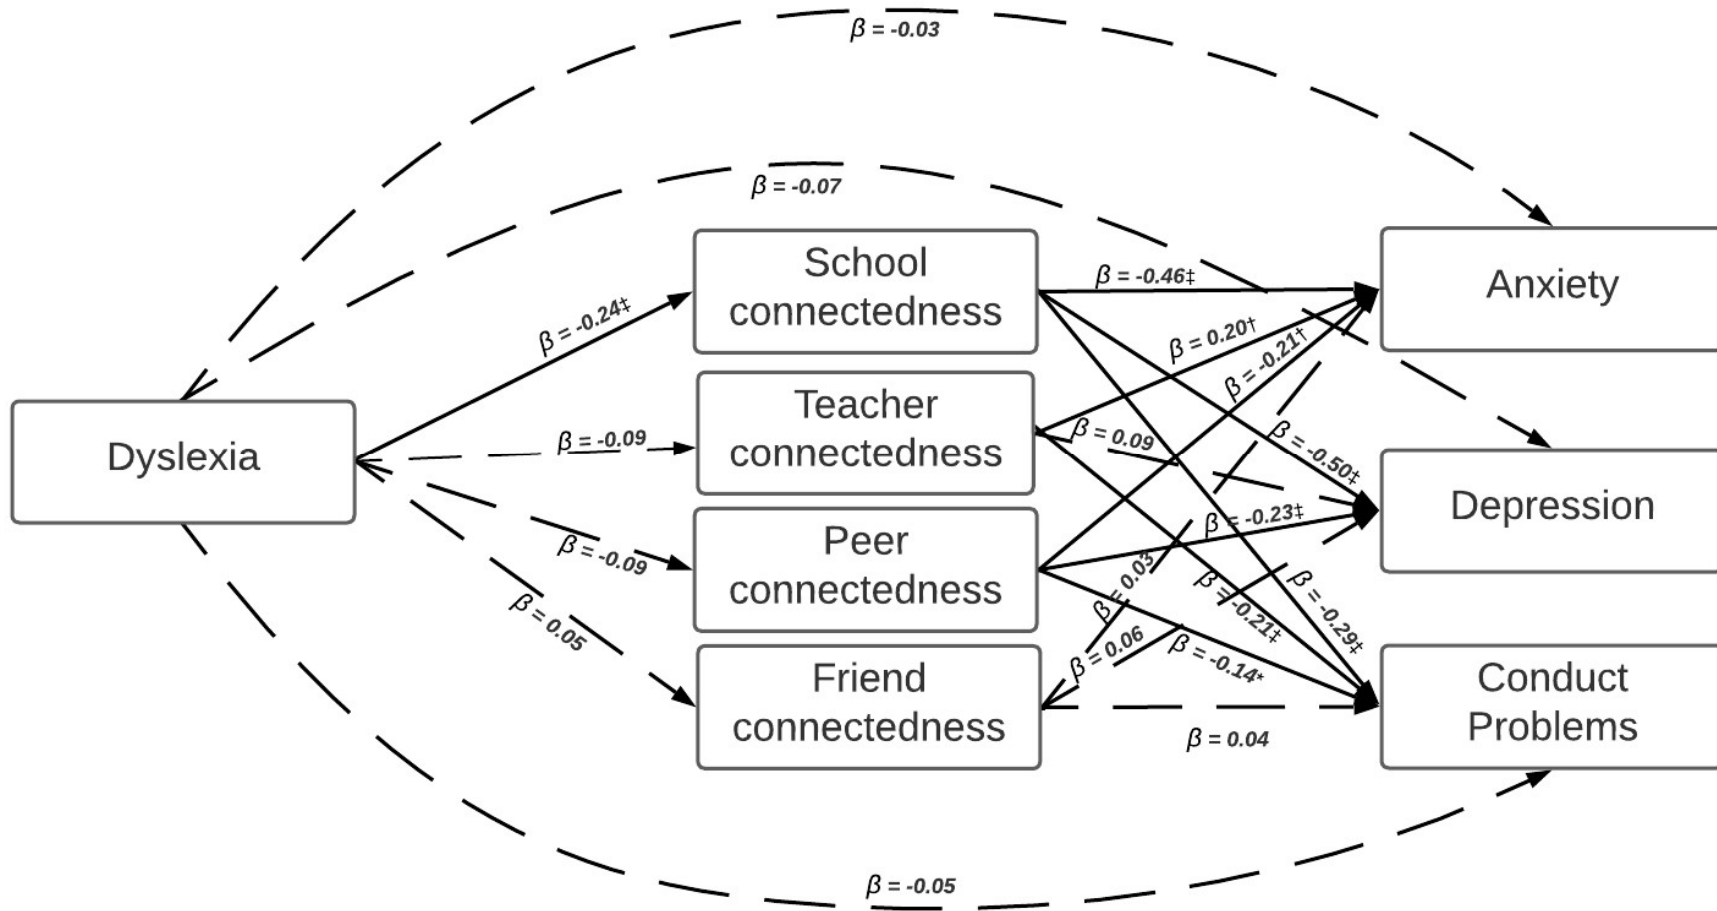 β = -0.03
β = -0.07
School
connectedness
β = -0.46‡
Anxiety
β = -0.24‡
β = 0.20†
β = -0.21†
Teacher
connectedness
Dyslexia
β = -0.09
β = 0.09
β = -0.50‡
Depression
Peer
connectedness
β = -0.09
β = -0.23‡
β = 0.03
β = -0.21‡
β = -0.29‡
β = 0.05
Friend
connectedness
β = 0.06
β = -0.14*
Conduct
Problems
β = 0.04
β = -0.05